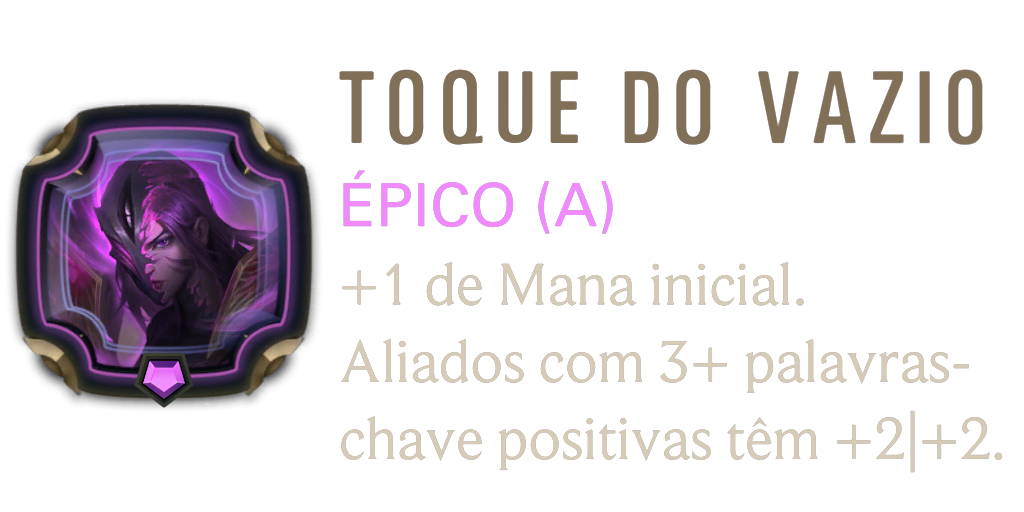 TOQUE DO VAZIO
ÉPICO (A)
+1 de Mana inicial.
Aliados com 3+ palavras-
chave positivas têm +2|+2.